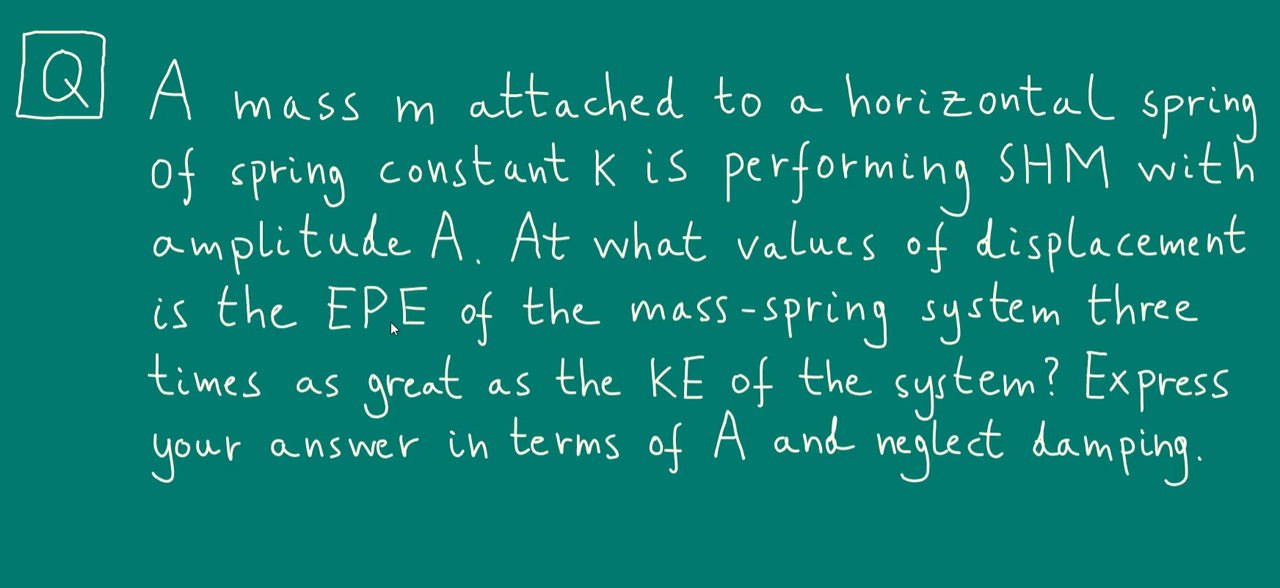 Q
A mass m attached to a horizontal spring
of spring constant k is performing SHM with
amplitude A. At what values of displacement
is the EPE of the mass-spring system three
times as great as the KE of the system? Express
your answer in terms of A and neglect damping.